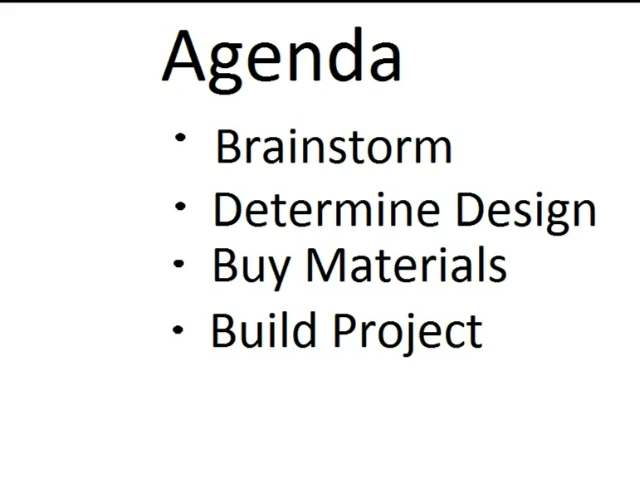 Agenda
• Brainstorm
• Determine Design
• Buy Materials
• Build Project